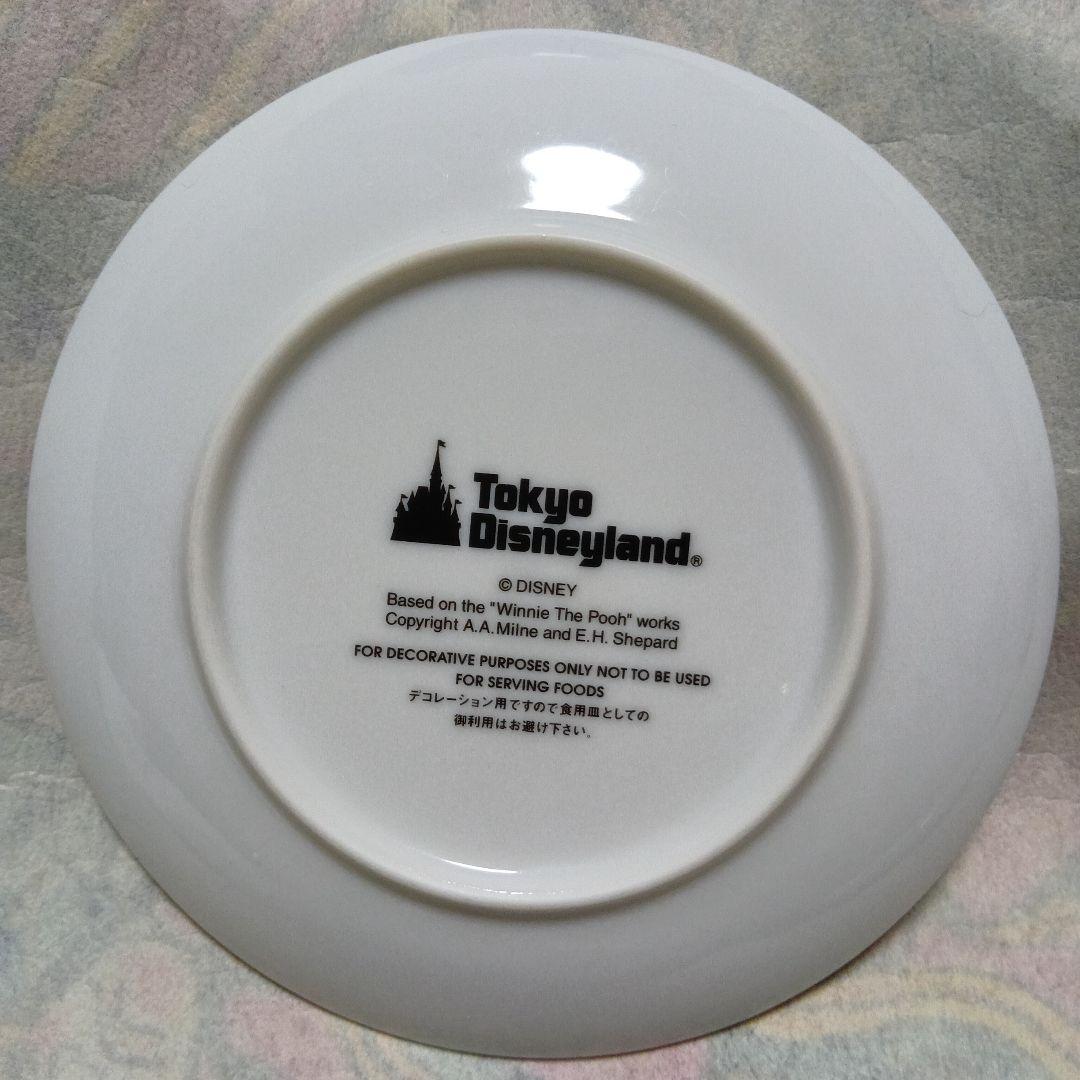 Tokyo
Disneyland®
© DISNEY
Based on the "Winnie The Pooh" works
Copyright A.A.Milne and E.H. Shepard
FOR DECORATIVE PURPOSES ONLY NOT TO BE USED
FOR SERVING FOODS
デコレーション用ですので食用皿としての
御利用はお避け下さい。